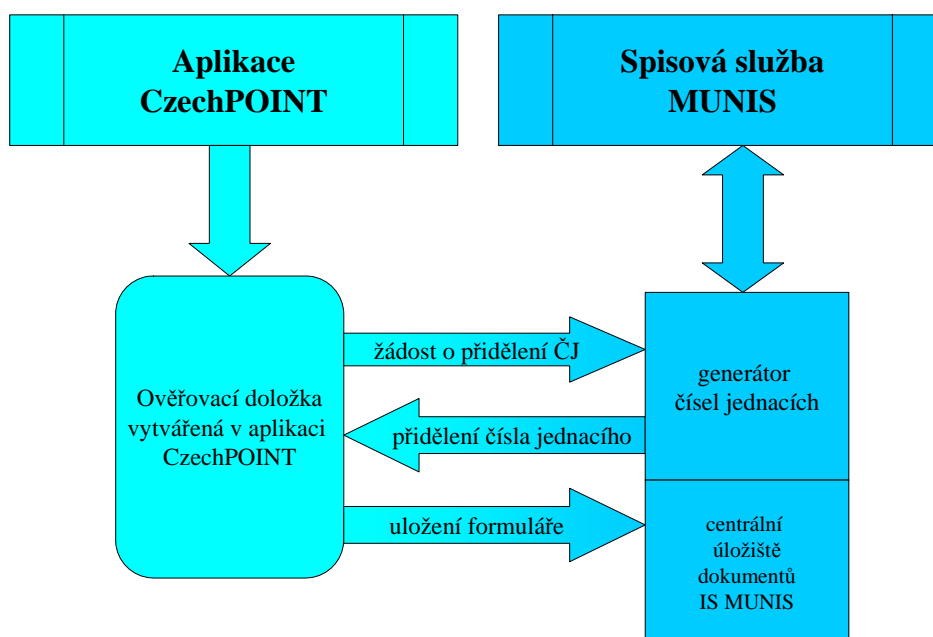 Aplikace
CzechPOINT
Spisová služba
MUNIS
žádost o přidělení ČJ
generátor
čísel jednacích
Ověřovací doložka
vytvářená v aplikaci
CzechPOINT
přidělení čísla jednacího
uložení formuláře
centrální
úložiště
dokumentů
IS MUNIS